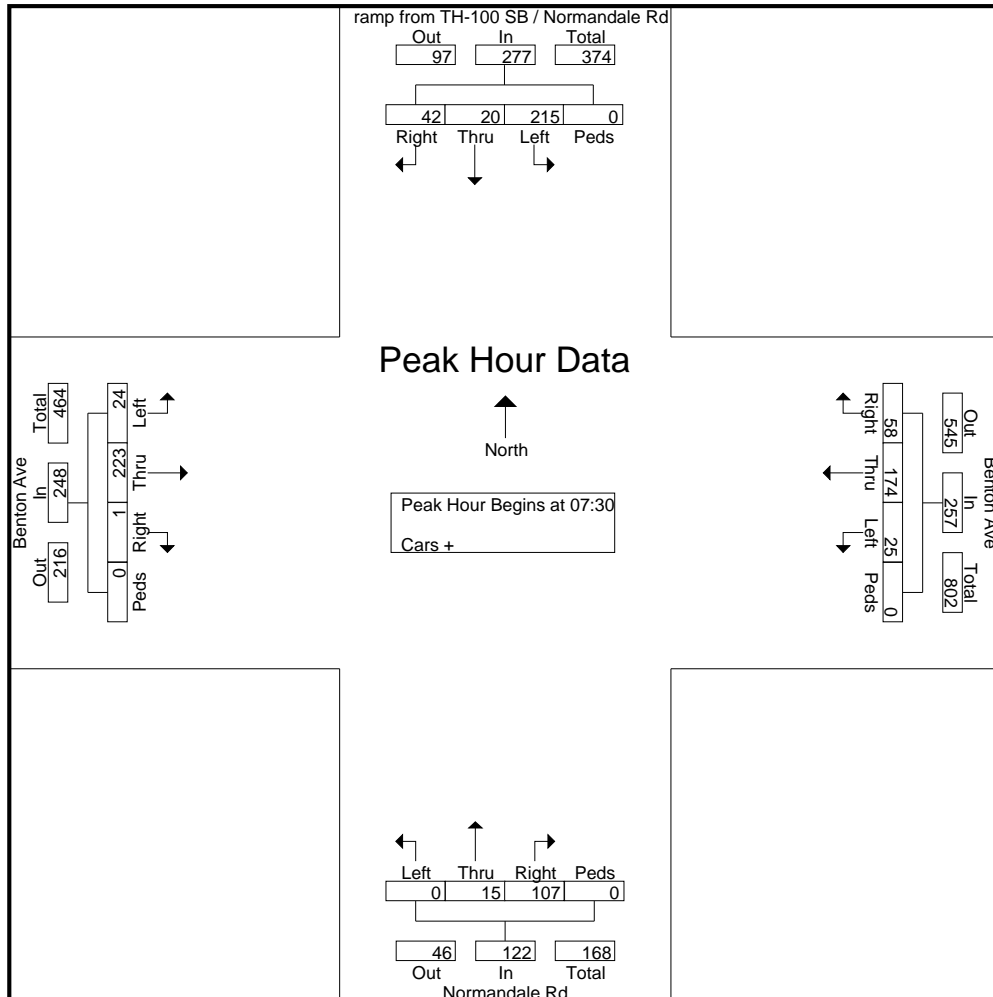 ramp from TH-100 SB / Normandale Rd
Out In Total
97 277 374
42 20 215 0
Right Thru Left Peds
Peak Hour Data
North
Peak Hour Begins at 07:30
Cars +
Benton Ave
Total In Out
464 248 216
24 223 1 0
Left Thru Right Peds
Right Thru Left Peds
58 174 25 0
Out In Total
545 257 802
Benton Ave
Left Thru Right Peds
0 15 107 0
46 122 168
Out In Total
Normandale Rd